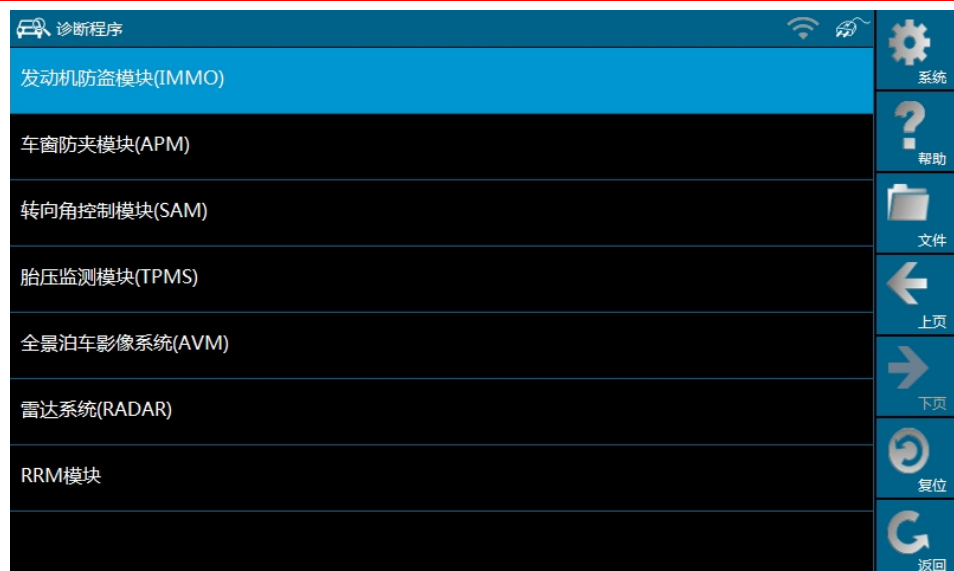 诊断程序
发动机防盗模块(IMMO)
车窗防夹模块(APM)
转向角控制模块(SAM)
胎压监测模块(TPMS)
全景泊车影像系统(AVM)
雷达系统(RADAR)
RRM模块
系统
帮助
文件
上页
下页
复位
返回